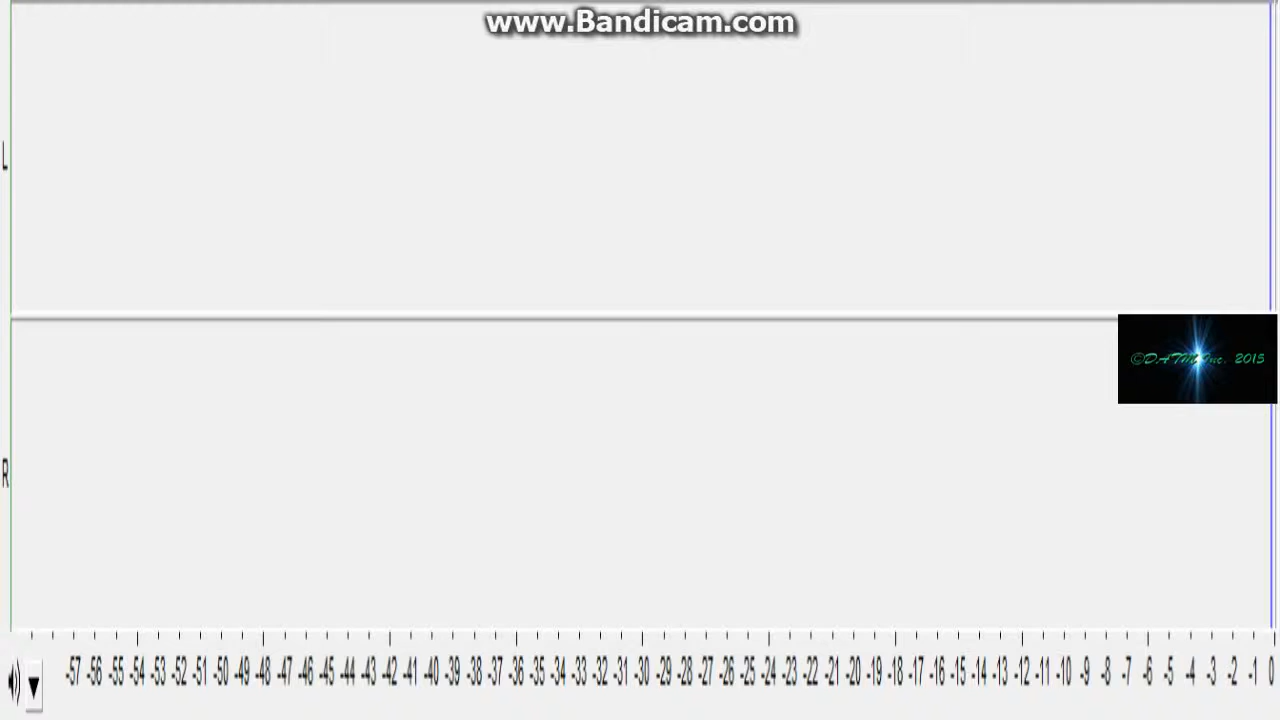 www.Bandicam.com
L
©D.A.T.M Inc. 2015
R
-57 -56 -55 -54 -53 -52 -51 -50 -49 -48 -47 -46 -45 -44 -43 -42 -41 -40 -39 -38 -37 -36 -35 -34 -33 -32 -31 -30 -29 -28 -27 -26 -25 -24 -23 -22 -21 -20 -19 -18 -17 -16 -15 -14 -13 -12 -11 -10 -9 -8 -7 -6 -5 -4 -3 -2 -1 0